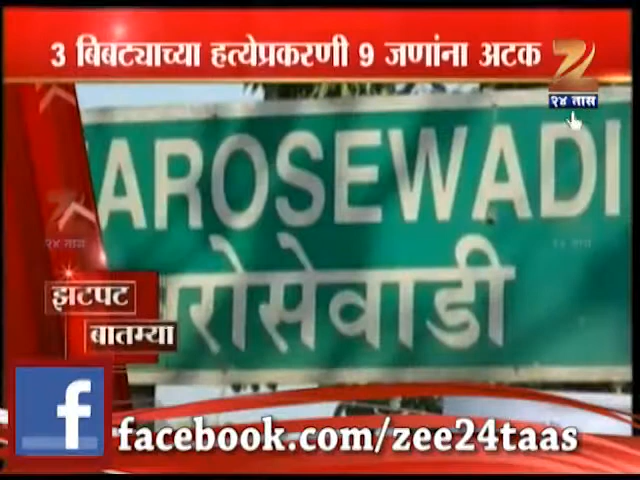 3 बिबट्याच्या हत्येप्रकरणी 9 जणांना अटक
२४ तास
AROSEWADI
रोसेवाडी
झटपट
बातम्या
f
facebook.com/zee24taas